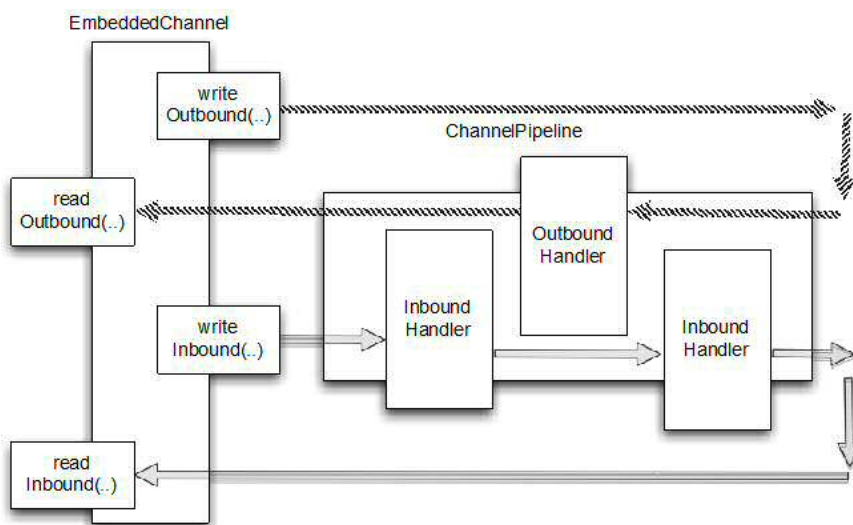 EmbeddedChannel
write
Outbound(..)
ChannelPipeline
read
Outbound(..)
Outbound
Handler
Inbound
Handler
Inbound
Handler
write
Inbound(..)
read
Inbound(..)